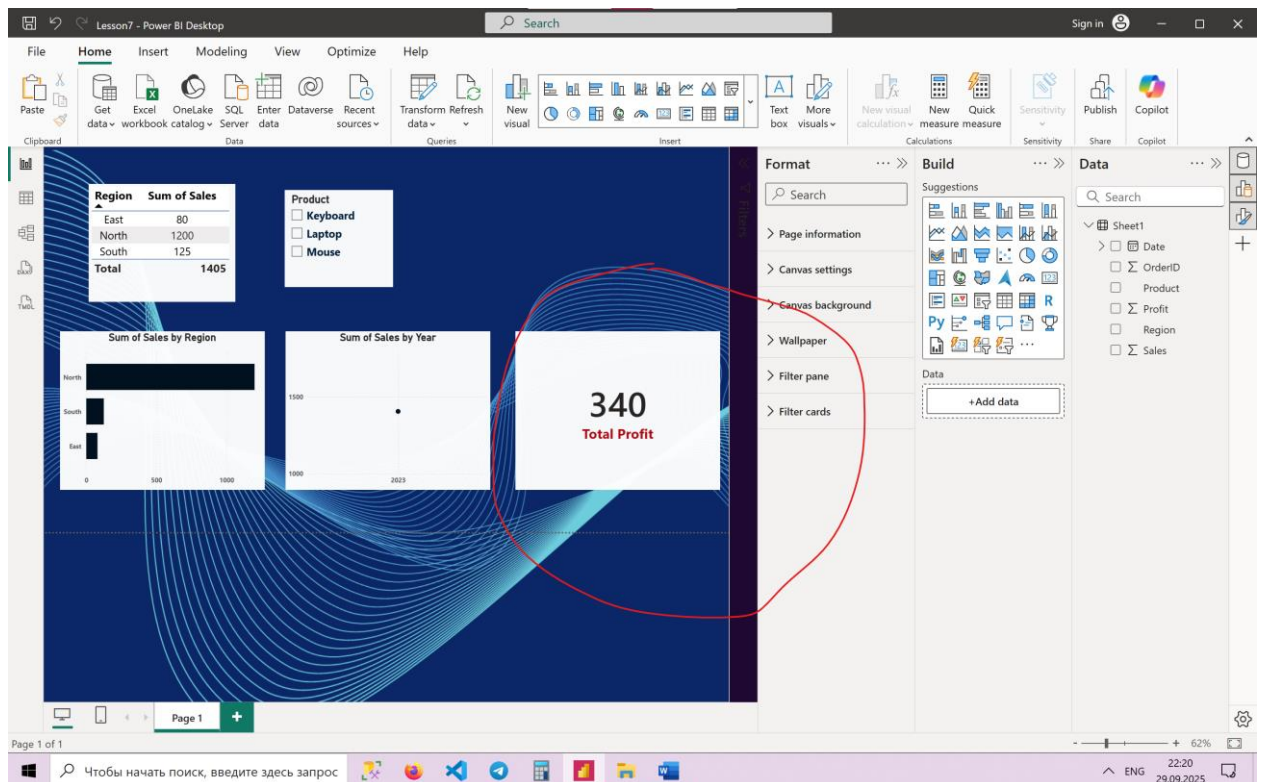 Lesson7 - Power BI Desktop
Search
Sign in
File Home Insert Modeling View Optimize Help
Paste
Get data
Excel workbook
OneLake catalog
SQL Server
Enter data
Dataverse
Recent sources
Transform data
Refresh
New visual
Text box
More visuals
New visual calculation
New measure
Quick measure
Sensitivity
Publish
Copilot
Clipboard
Data
Queries
Insert
Calculations
Sensitivity
Share
Copilot
DAX
TMDL
Region Sum of Sales
East 80
North 1200
South 125
Total 1405
Product
Keyboard
Laptop
Mouse
Sum of Sales by Region
North
South
East
0 500 1000
Sum of Sales by Year
1500
1000
2023
340
Total Profit
Filters
Format
Search
Page information
Canvas settings
Canvas background
Wallpaper
Filter pane
Filter cards
Build
Suggestions
123
R
Py
Data
+Add data
Data
Search
Sheet1
Date
Σ OrderID
Product
Σ Profit
Region
Σ Sales
Page 1
+
Page 1 of 1
- + 62%
Чтобы начать поиск, введите здесь запрос
ENG
22:20
29.09.2025